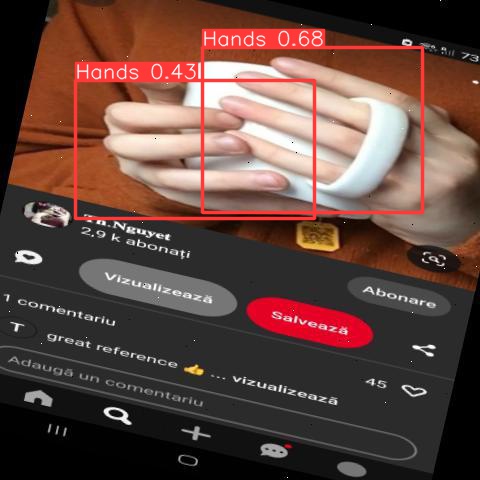 Hands 0.68
Hands 0.43
73
Th.Nguyet
2,9 k abonați
Abonare
Vizualizează
Salvează
1 comentariu
45
T
great reference 👍 ... vizualizează
Adaugă un comentariu